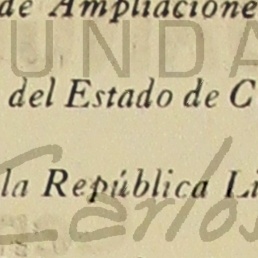 de Ampliacione
UNDA
del Estado de C
la República Li
Carlos